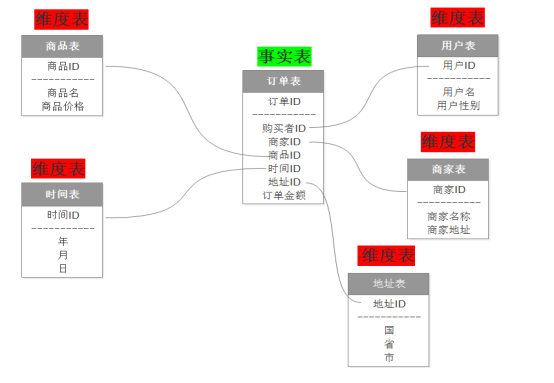 维度表
商品表
商品ID
商品名
商品价格
维度表
时间表
时间ID
年
月
日
事实表
订单表
订单ID
购买者ID
商家ID
商品ID
时间ID
地址ID
订单金额
维度表
用户表
用户ID
用户名
用户性别
维度表
商家表
商家ID
商家名称
商家地址
维度表
地址表
地址ID
国
省
市